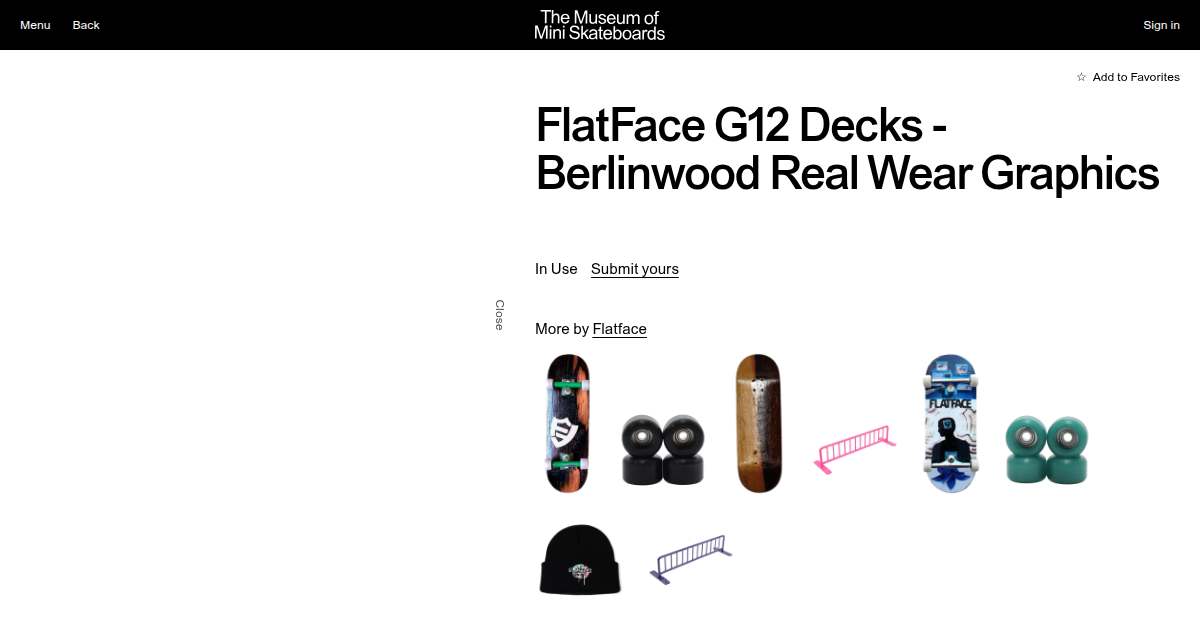 Menu
Back
The Museum of
Mini Skateboards
Sign in
☆ Add to Favorites
FlatFace G12 Decks -
Berlinwood Real Wear Graphics
In Use
Submit yours
Close
More by Flatface
FLATFACE